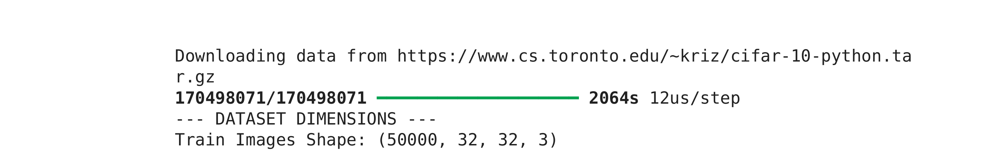 Downloading data from https://www.cs.toronto.edu/~kriz/cifar-10-python.ta
r.gz
170498071/170498071 ━━━━━━━━━━━━━━━━━━━━ 2064s 12us/step
--- DATASET DIMENSIONS ---
Train Images Shape: (50000, 32, 32, 3)